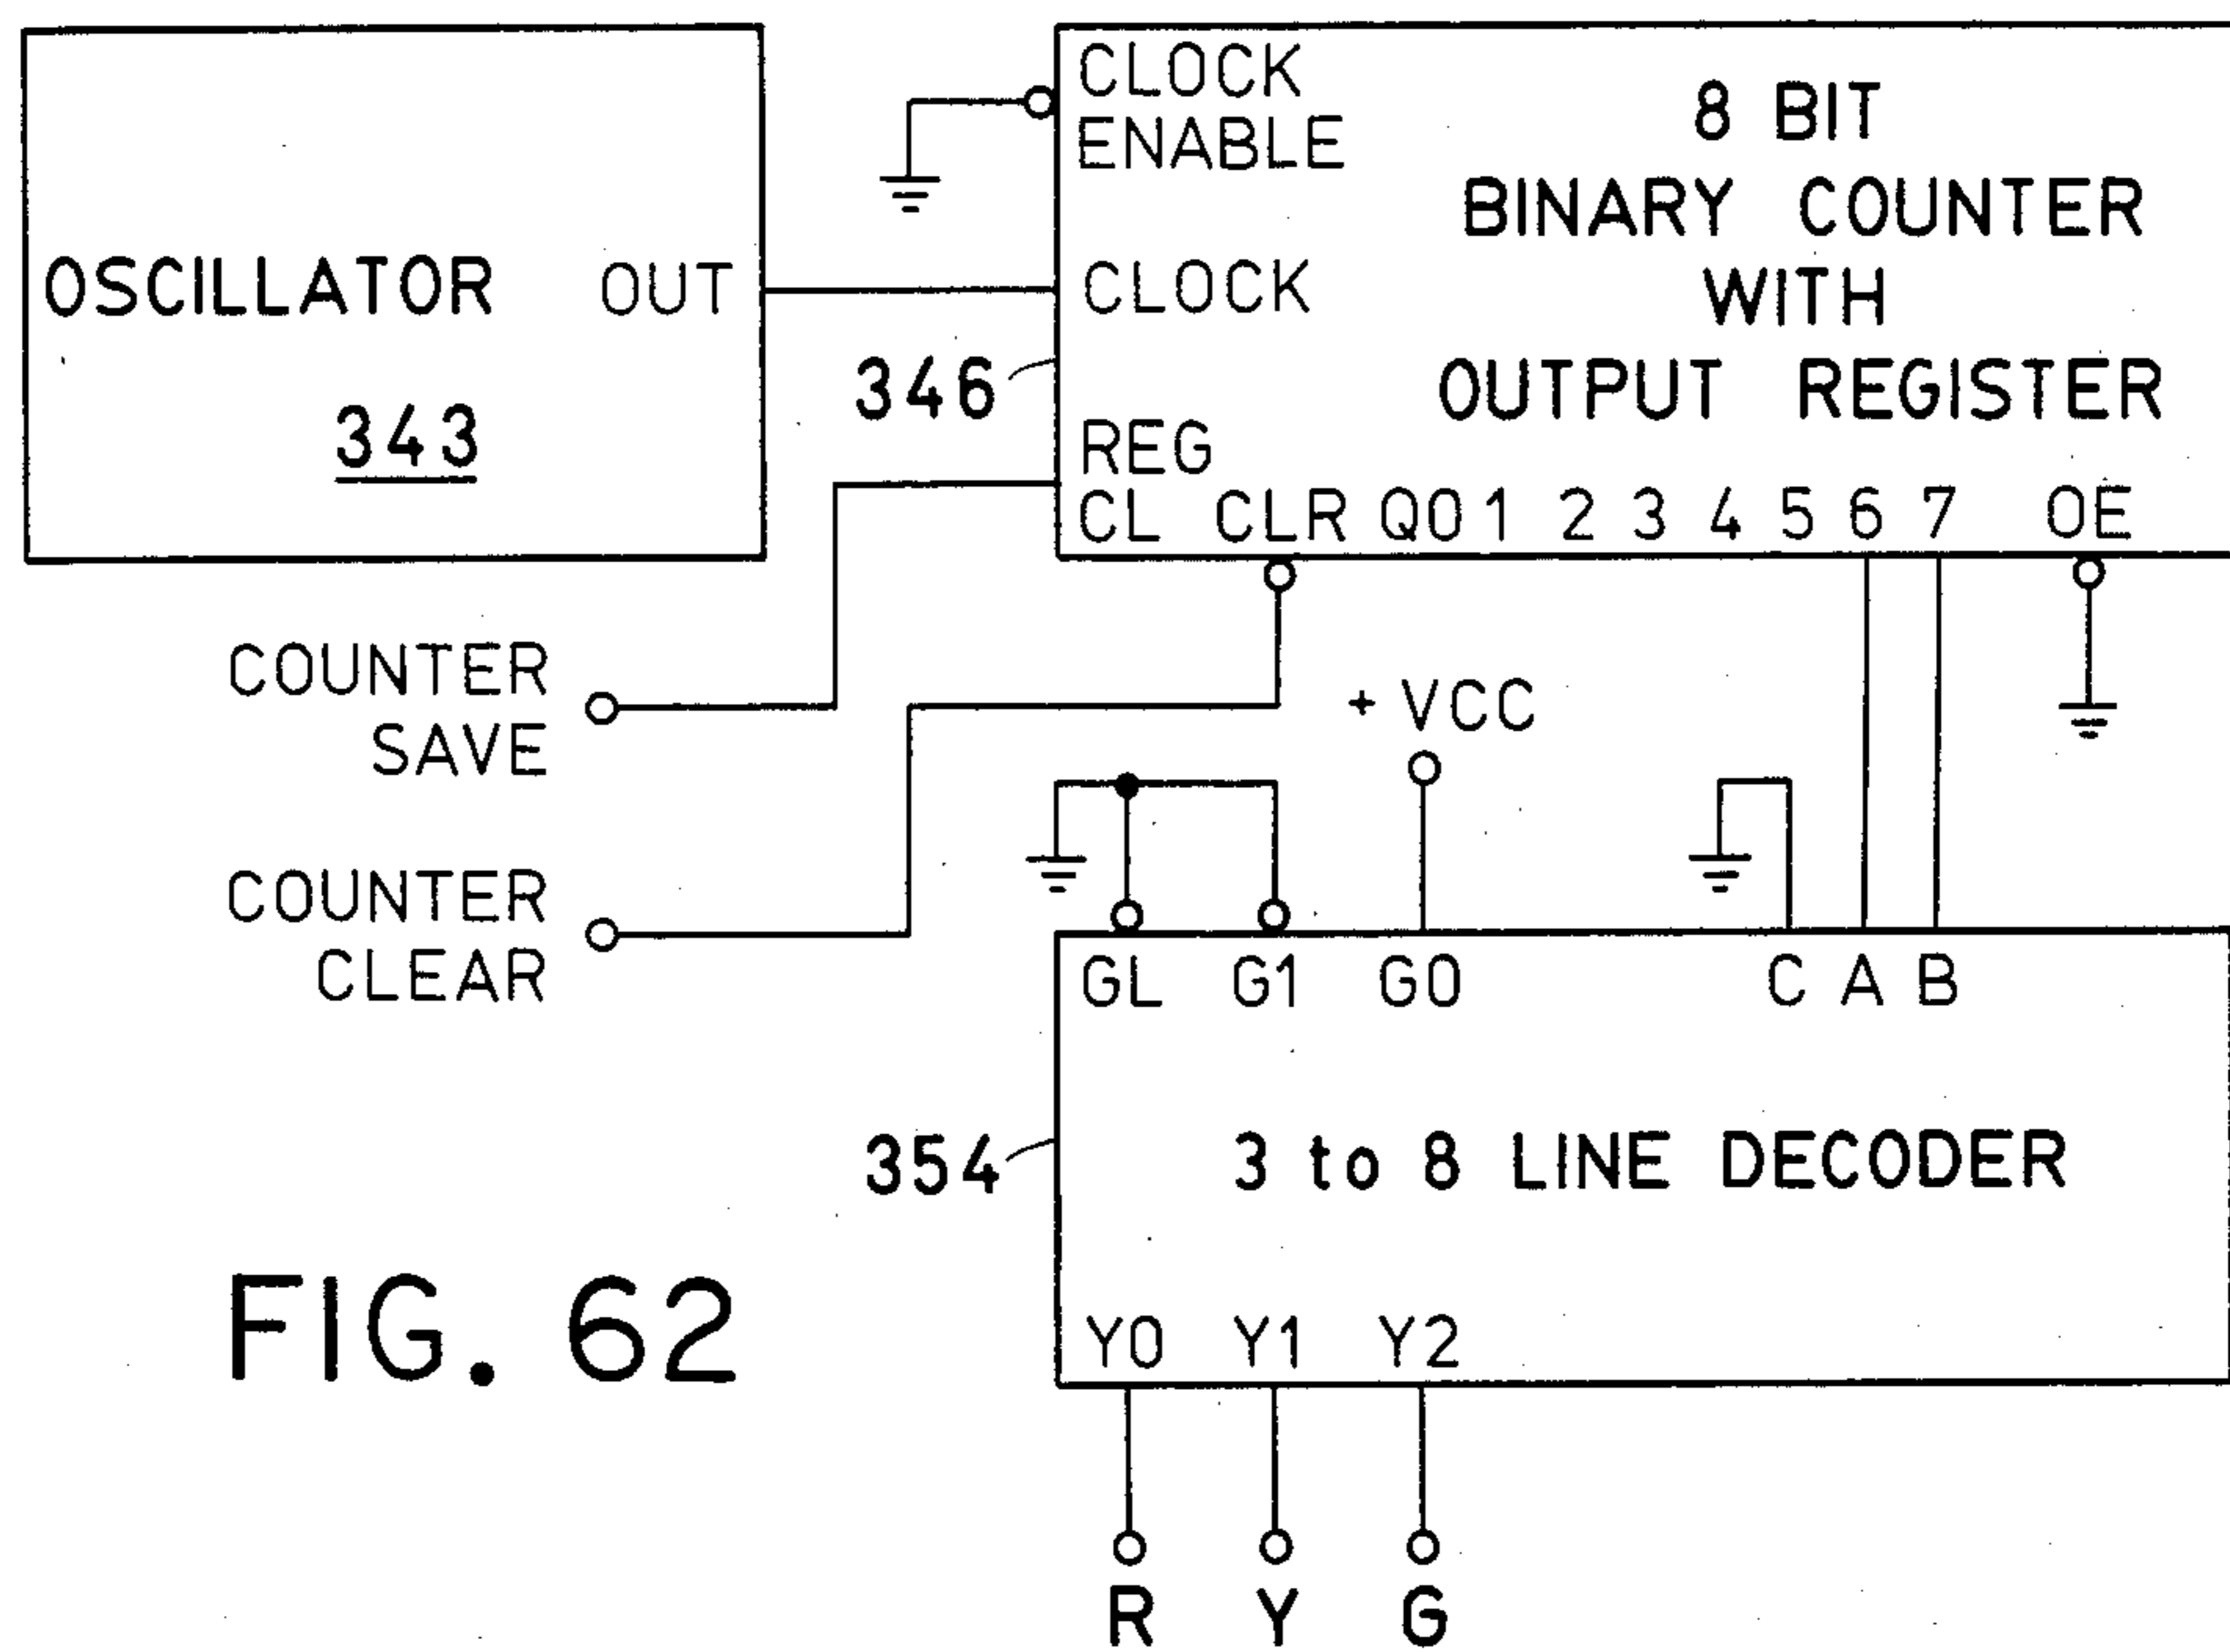 OSCILLATOR OUT
343
CLOCK
ENABLE
CLOCK
346
REG
CL CLR Q0 1 2 3 4 5 6 7 OE
8 BIT
BINARY COUNTER
WITH
OUTPUT REGISTER
COUNTER
SAVE
COUNTER
CLEAR
+ VCC
GL G1 G0 C A B
354
3 to 8 LINE DECODER
Y0 Y1 Y2
R Y G
FIG. 62